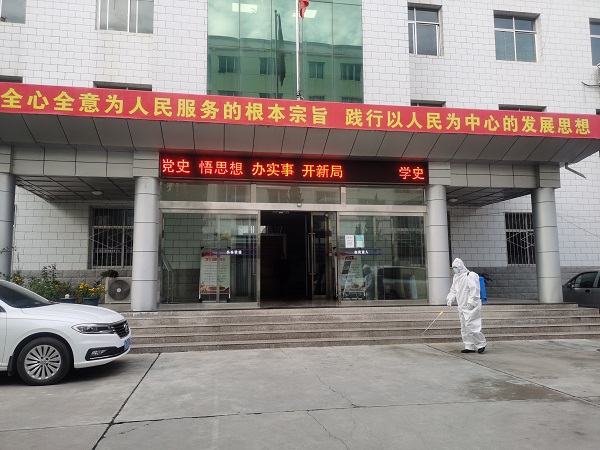 全心全意为人民服务的根本宗旨 践行以人民为中心的发展思想
党史 悟思想 办实事 开新局 学史